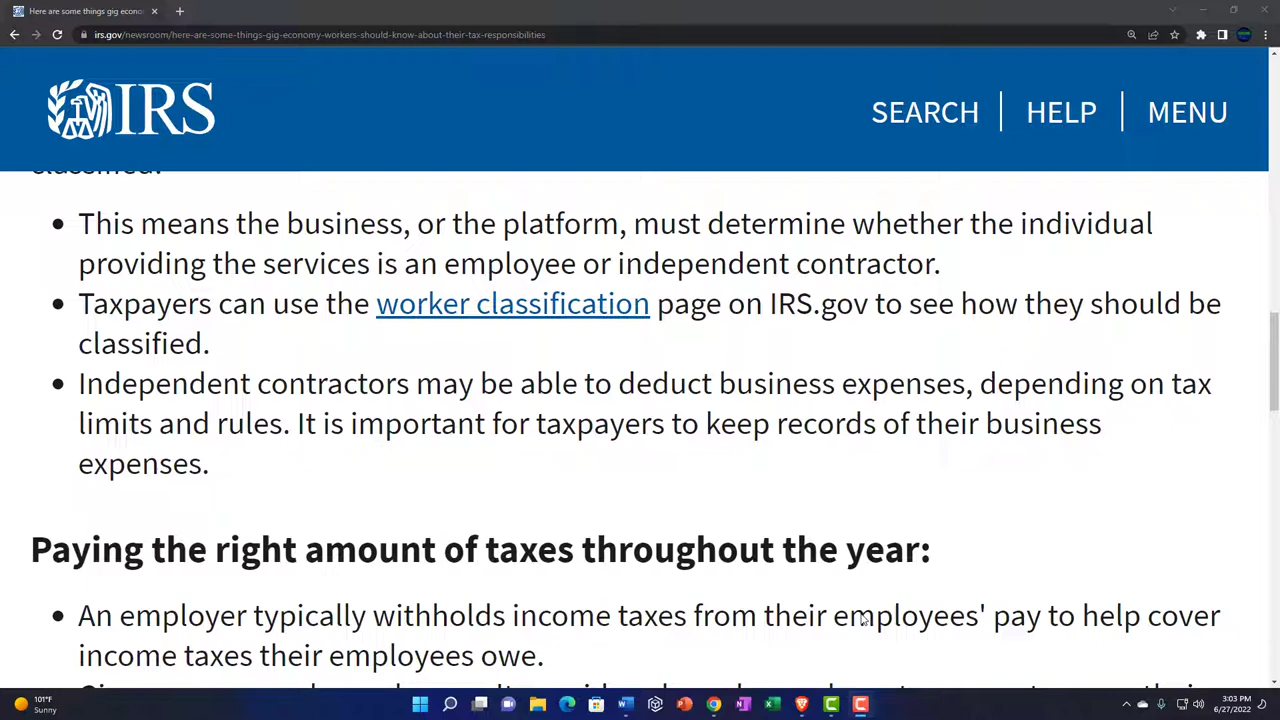 Here are some things gig econo
irs.gov/newsroom/here-are-some-things-gig-economy-workers-should-know-about-their-tax-responsibilities
IRS
SEARCH HELP MENU
classified.
• This means the business, or the platform, must determine whether the individual
providing the services is an employee or independent contractor.
• Taxpayers can use the worker classification page on IRS.gov to see how they should be
classified.
• Independent contractors may be able to deduct business expenses, depending on tax
limits and rules. It is important for taxpayers to keep records of their business
expenses.
Paying the right amount of taxes throughout the year:
• An employer typically withholds income taxes from their employees' pay to help cover
income taxes their employees owe.
101°F
Sunny
3:03 PM
6/27/2022